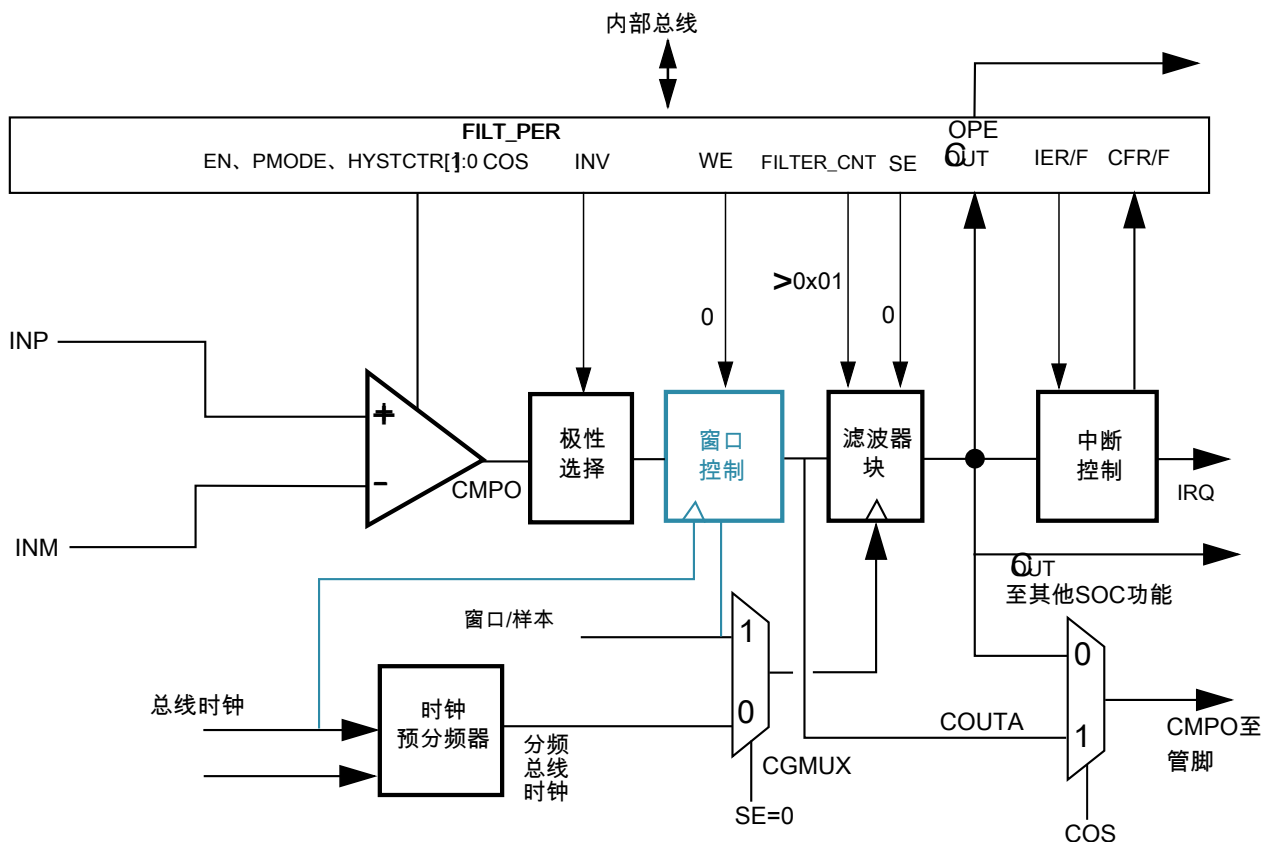 内部总线
FILT_PER
OPE
EN、PMODE、HYSTCTR[1]:0 COS
INV
WE
FILTER_CNT
SE
COUT
IER/F
CFR/F
>0x01
0
0
INP
+
极性
选择
窗口
控制
滤波器
块
中断
控制
-
CMPO
IRQ
INM
COUT
至其他SOC功能
窗口/样本
1
0
总线时钟
时钟
预分频器
0
分频
总线
时钟
COUTA
1
CMPO至
管脚
CGMUX
SE=0
COS